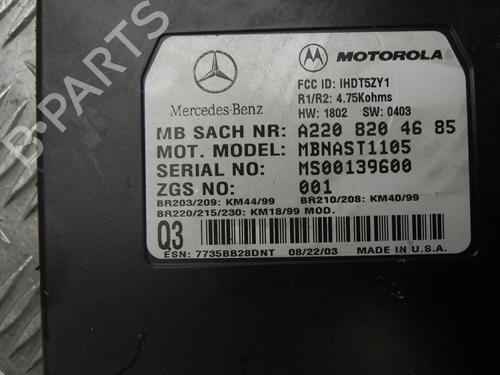 MOTOROLA
Mercedes-Benz
FCC ID: IHDT5ZY1
R1/R2: 4.75Kohms
HW: 1802 SW: 0403
MB SACH NR: A220 820 46 85
MOT. MODEL: MBNAST1105
SERIAL NO: MS00139600
ZGS NO: 001
BR203/209: KM44/99 BR210/208: KM40/99
BR220/215/230: KM18/99 MOD.
Q3
ESN: 7735BB28DNT 08/22/03 MADE IN U.S.A.
B-PARTS